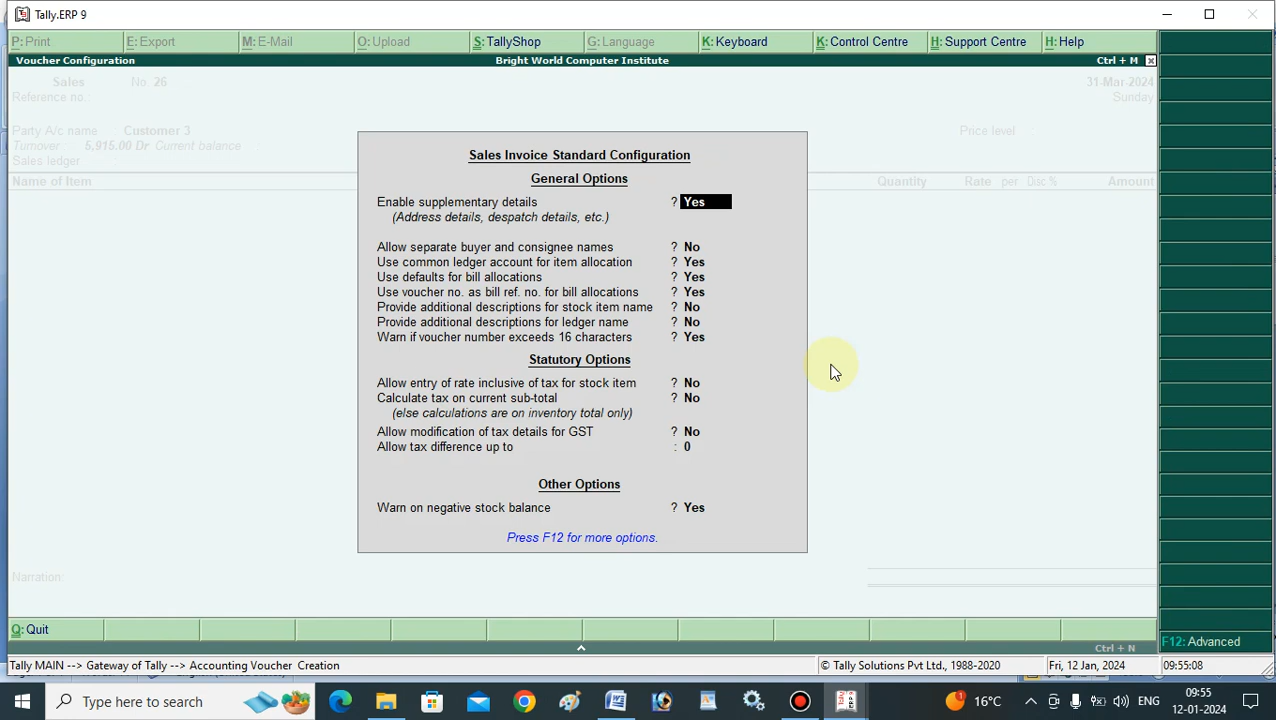 Tally.ERP 9
P: Print E: Export M: E-Mail O: Upload S: TallyShop G: Language K: Keyboard K: Control Centre H: Support Centre H: Help
Voucher Configuration Bright World Computer Institute Ctrl + M
Sales No. 26 31-Mar-2024
Reference no.: Sunday
Party A/c name : Customer 3 Price level :
Turnover : 5,915.00 Dr Current balance
Sales ledger :
Name of Item Quantity Rate per Disc % Amount
Sales Invoice Standard Configuration
General Options
Enable supplementary details ? Yes
(Address details, despatch details, etc.)
Allow separate buyer and consignee names ? No
Use common ledger account for item allocation ? Yes
Use defaults for bill allocations ? Yes
Use voucher no. as bill ref. no. for bill allocations ? Yes
Provide additional descriptions for stock item name ? No
Provide additional descriptions for ledger name ? No
Warn if voucher number exceeds 16 characters ? Yes
Statutory Options
Allow entry of rate inclusive of tax for stock item ? No
Calculate tax on current sub-total ? No
(else calculations are on inventory total only)
Allow modification of tax details for GST ? No
Allow tax difference up to : 0
Other Options
Warn on negative stock balance ? Yes
Press F12 for more options.
Narration:
Q: Quit
F12: Advanced
Ctrl + N
Tally MAIN --> Gateway of Tally --> Accounting Voucher Creation © Tally Solutions Pvt Ltd., 1988-2020 Fri, 12 Jan, 2024 09:55:08
Type here to search 1 16°C ENG 09:55
12-01-2024